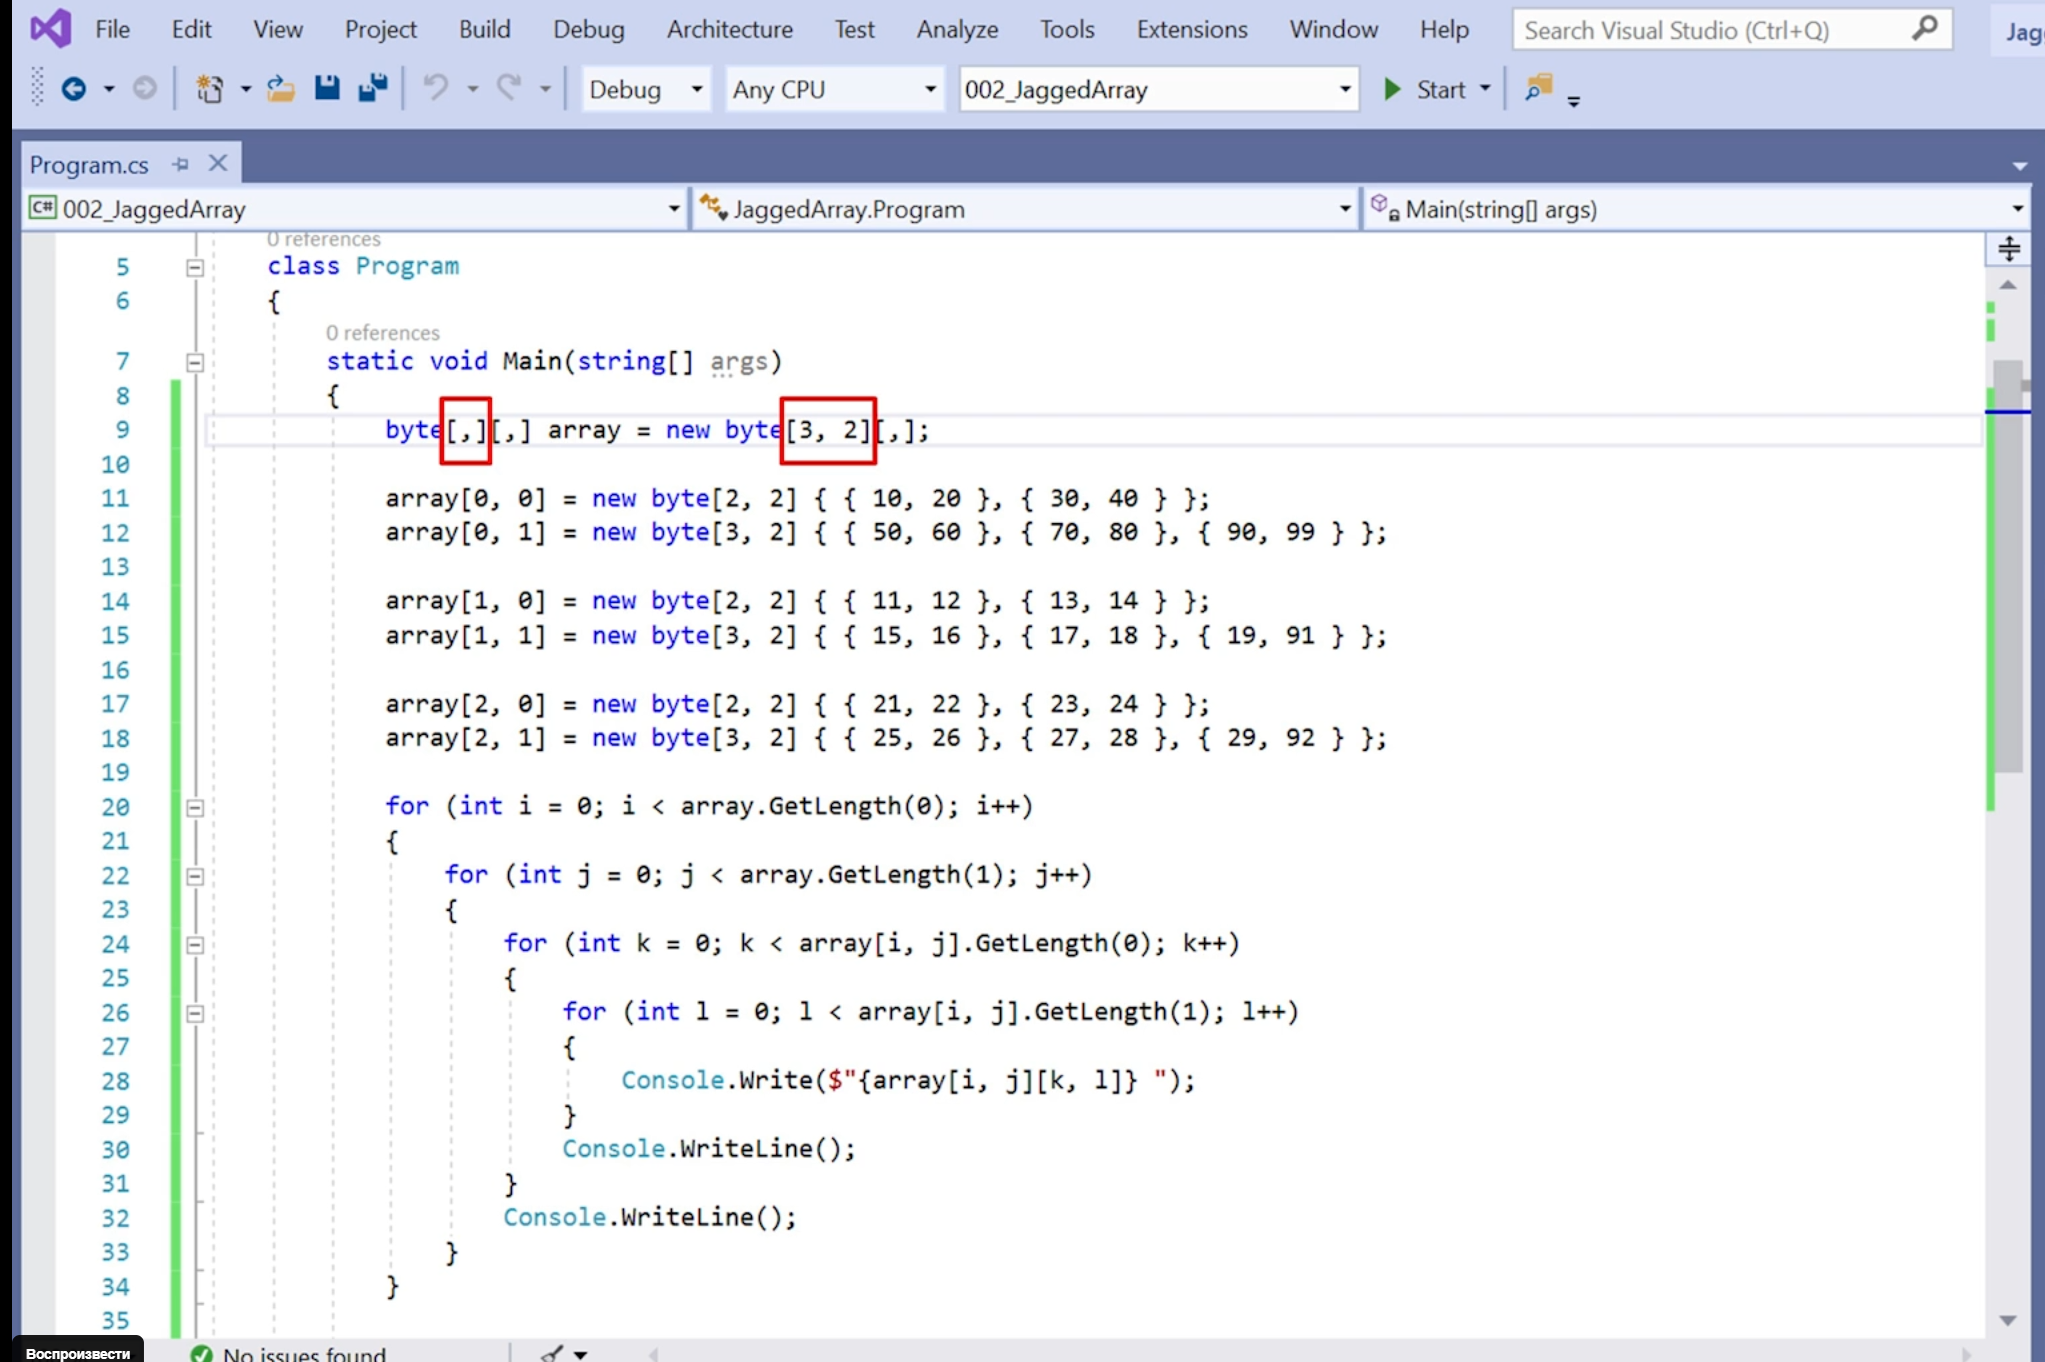 File Edit View Project Build Debug Architecture Test Analyze Tools Extensions Window Help Search Visual Studio (Ctrl+Q)
Debug Any CPU 002_JaggedArray Start
Program.cs
C# 002_JaggedArray JaggedArray.Program Main(string[] args)
0 references
5 class Program
6 {
0 references
7 static void Main(string[] args)
8 {
9 byte[,][,] array = new byte[3, 2][,];
10
11 array[0, 0] = new byte[2, 2] { { 10, 20 }, { 30, 40 } };
12 array[0, 1] = new byte[3, 2] { { 50, 60 }, { 70, 80 }, { 90, 99 } };
13
14 array[1, 0] = new byte[2, 2] { { 11, 12 }, { 13, 14 } };
15 array[1, 1] = new byte[3, 2] { { 15, 16 }, { 17, 18 }, { 19, 91 } };
16
17 array[2, 0] = new byte[2, 2] { { 21, 22 }, { 23, 24 } };
18 array[2, 1] = new byte[3, 2] { { 25, 26 }, { 27, 28 }, { 29, 92 } };
19
20 for (int i = 0; i < array.GetLength(0); i++)
21 {
22 for (int j = 0; j < array.GetLength(1); j++)
23 {
24 for (int k = 0; k < array[i, j].GetLength(0); k++)
25 {
26 for (int l = 0; l < array[i, j].GetLength(1); l++)
27 {
28 Console.Write($"{array[i, j][k, l]} ");
29 }
30 Console.WriteLine();
31 }
32 Console.WriteLine();
33 }
34 }
35
Воспроизвести No issues found